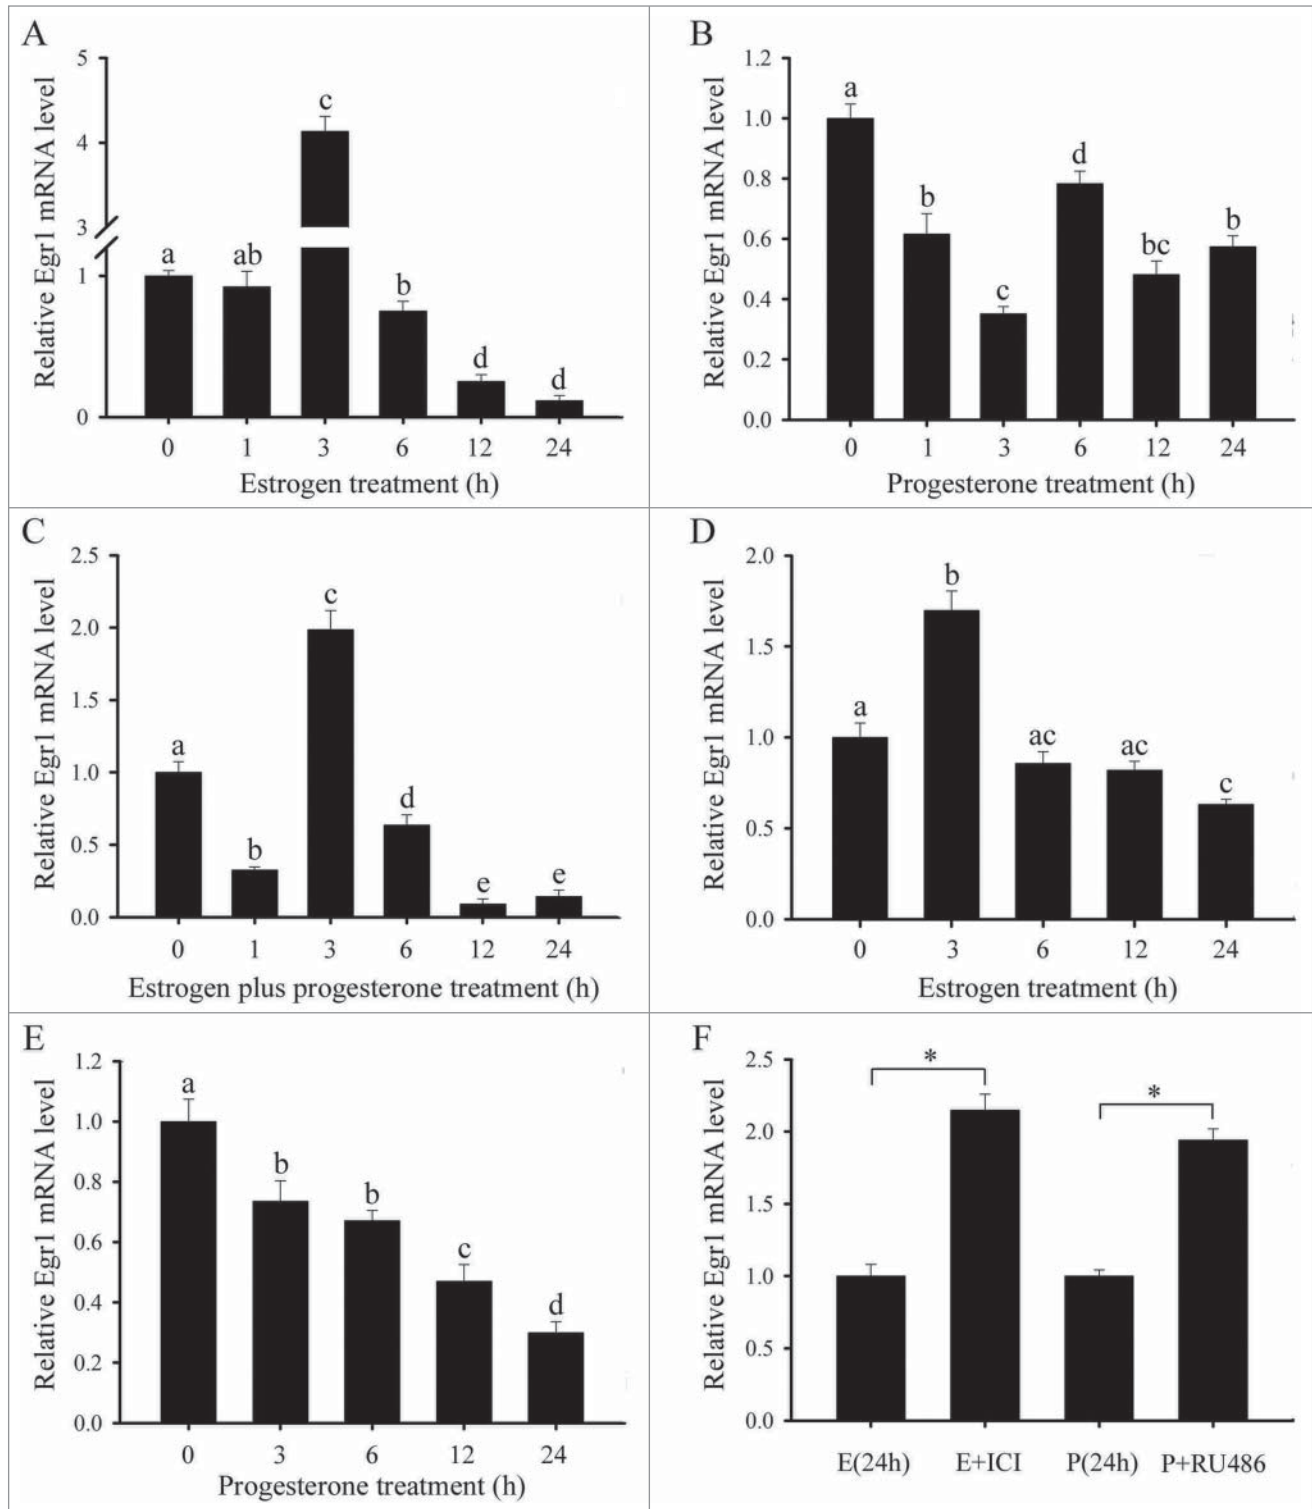 A
Relative Egr1 mRNA level
5
4
3
1
0
a
ab
c
b
d
d
0 1 3 6 12 24
Estrogen treatment (h)
B
Relative Egr1 mRNA level
1.2
1.0
0.8
0.6
0.4
0.2
0.0
a
b
c
d
bc
b
0 1 3 6 12 24
Progesterone treatment (h)
C
Relative Egr1 mRNA level
2.5
2.0
1.5
1.0
0.5
0.0
a
b
c
d
e
e
0 1 3 6 12 24
Estrogen plus progesterone treatment (h)
D
Relative Egr1 mRNA level
2.0
1.5
1.0
0.5
0.0
a
b
ac
ac
c
0 3 6 12 24
Estrogen treatment (h)
E
Relative Egr1 mRNA level
1.2
1.0
0.8
0.6
0.4
0.2
0.0
a
b
b
c
d
0 3 6 12 24
Progesterone treatment (h)
F
Relative Egr1 mRNA level
2.5
2.0
1.5
1.0
0.5
0.0
*
*
E(24h) E+ICI P(24h) P+RU486